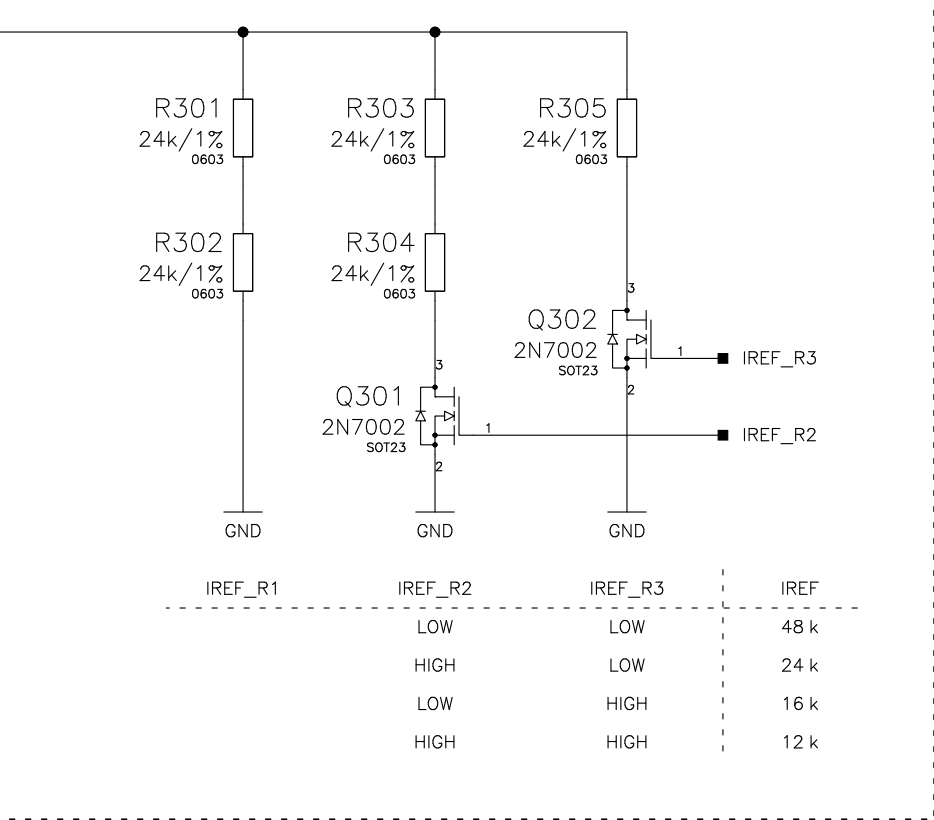 R301
24k/1%
0603
R303
24k/1%
0603
R305
24k/1%
0603
R302
24k/1%
0603
R304
24k/1%
0603
3
Q302
2N7002
SOT23
1
IREF_R3
2
3
Q301
2N7002
SOT23
1
IREF_R2
2
GND
GND
GND
IREF_R1 IREF_R2 IREF_R3 IREF
LOW LOW 48 k
HIGH LOW 24 k
LOW HIGH 16 k
HIGH HIGH 12 k